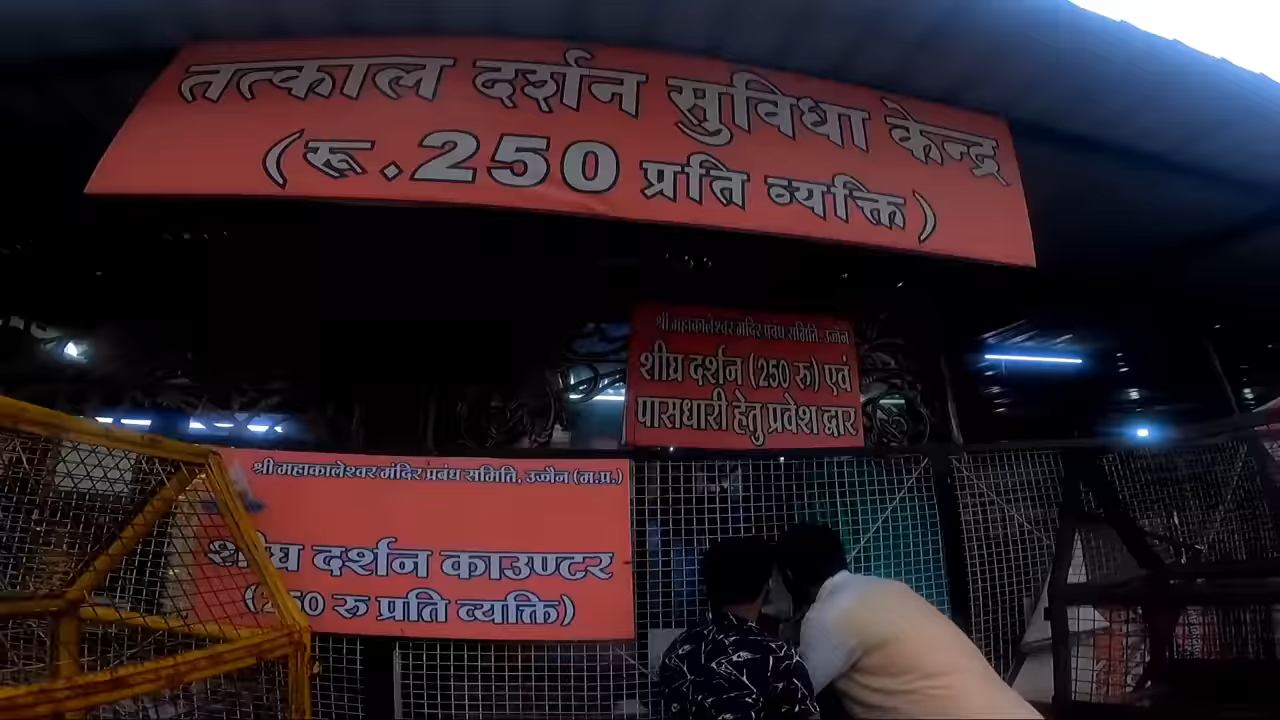 तत्काल दर्शन सुविधा केन्द्र
(रू.250 प्रति व्यक्ति)
श्री महाकालेश्वर मंदिर प्रबंध समिति, उज्जैन
शीघ्र दर्शन (250 रु) एवं
पासधारी हेतु प्रवेश द्वार
श्री महाकालेश्वर मंदिर प्रबंध समिति, उज्जैन (म.प्र.)
शीघ्र दर्शन काउण्टर
(250 रु प्रति व्यक्ति)